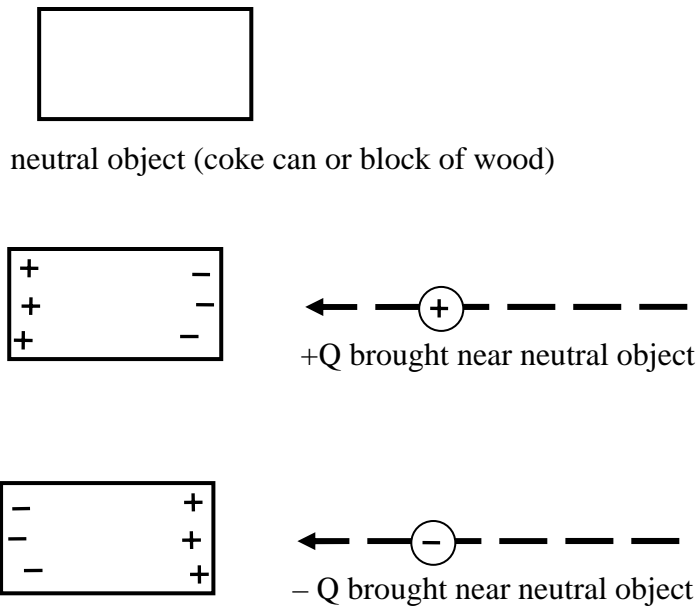 neutral object (coke can or block of wood)
+ –
+ –
+ –
+
+Q brought near neutral object
– +
– +
– +
–
– Q brought near neutral object